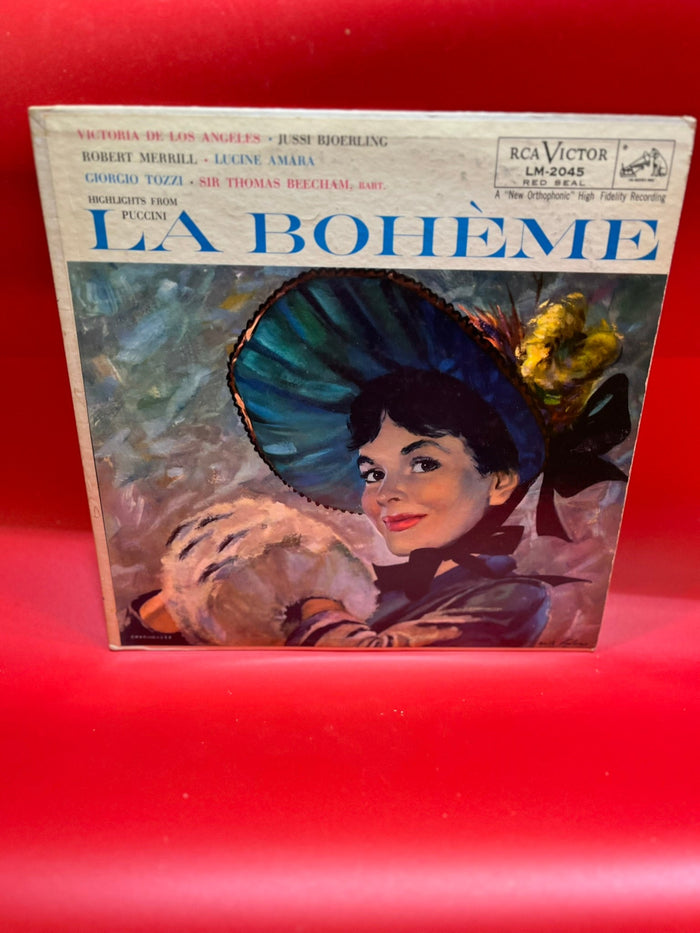 VICTORIA DE LOS ANGELES • JUSSI BJOERLING
ROBERT MERRILL • LUCINE AMARA
GIORGIO TOZZI • SIR THOMAS BEECHAM, BART.
HIGHLIGHTS FROM
PUCCINI
LA BOHÈME
RCA VICTOR
LM-2045
RED SEAL
A "New Orthophonic" High Fidelity Recording